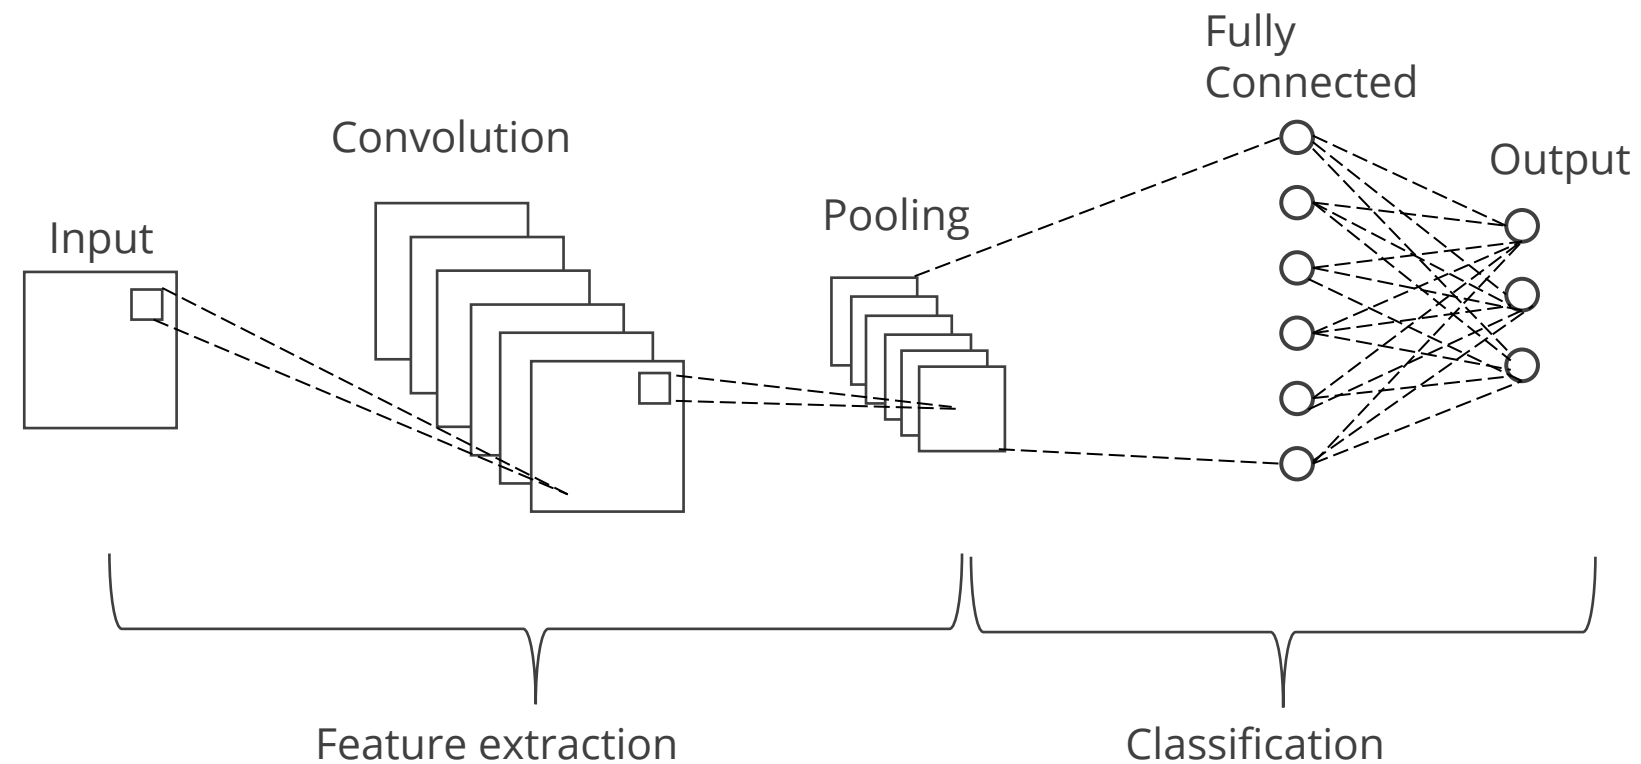 Input
Convolution
Pooling
Fully
Connected
Output
Feature extraction
Classification